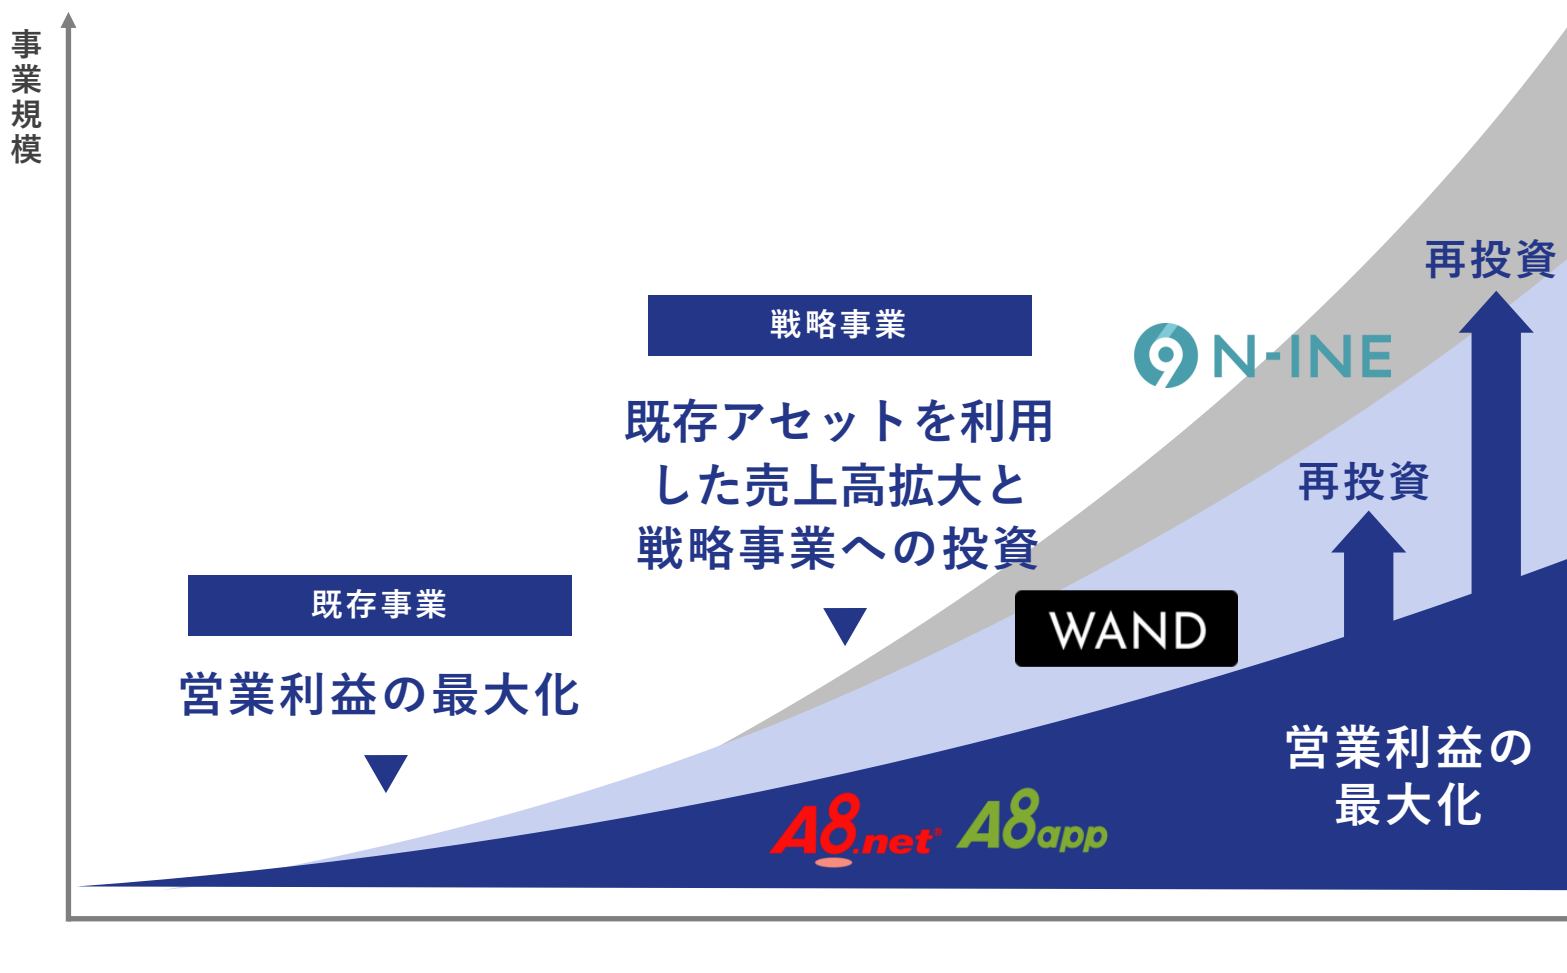 事業規模
再投資
戦略事業
N-INE
既存アセットを利用
した売上高拡大と
戦略事業への投資
再投資
既存事業
WAND
営業利益の最大化
営業利益の
最大化
A8.net®
A8app